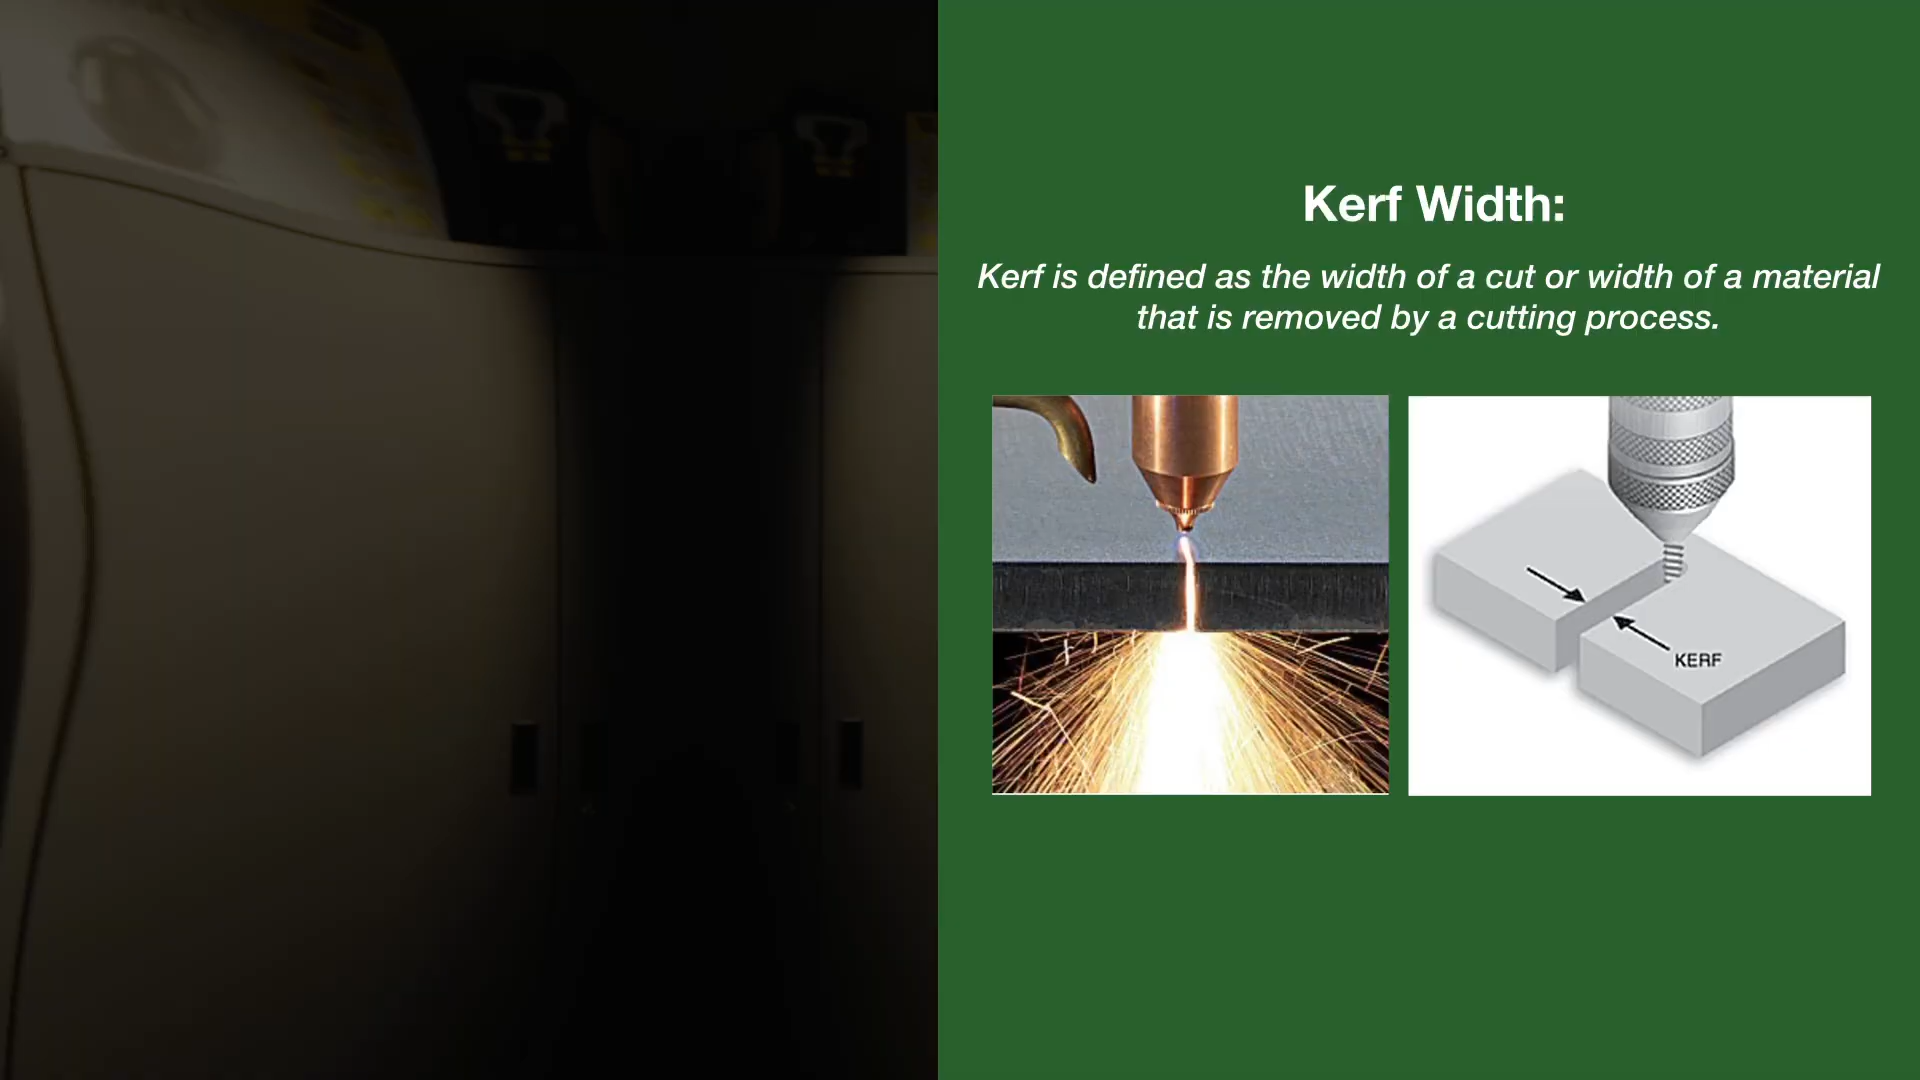 Kerf Width:
Kerf is defined as the width of a cut or width of a material
that is removed by a cutting process.
KERF